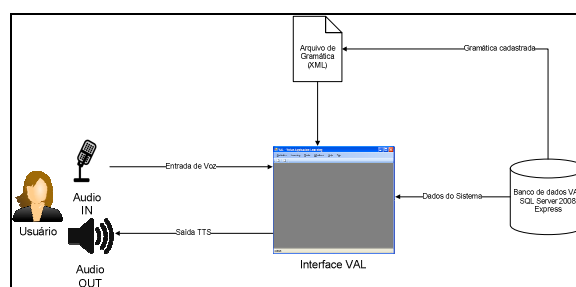 Arquivo de
Gramática
(XML)
Gramática cadastrada
Entrada de Voz
Audio
IN
Usuário
Saída TTS
Audio
OUT
Interface VAL
Dados do Sistema
Banco de dados VA
SQL Server 2008
Express